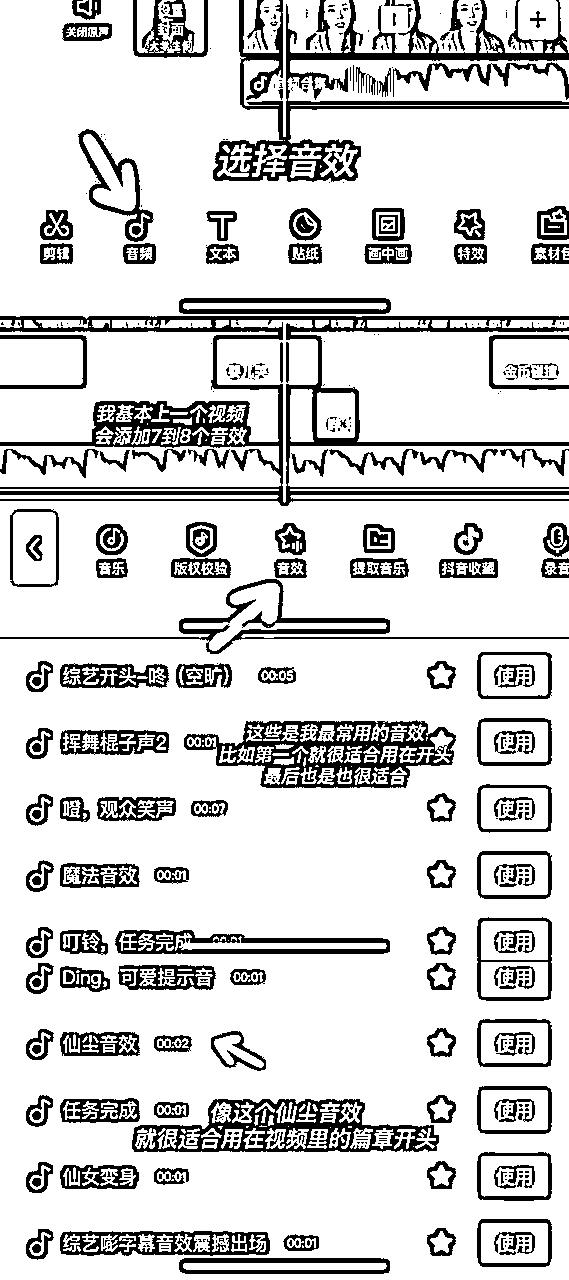 关闭原声
封面
选择音效
剪辑
音频
文本
贴纸
画中画
特效
素材包
我基本上一个视频
会添加7到8个音效
音乐
版权校验
音效
提取音乐
抖音收藏
录音
综艺开头-咚（空旷） 00:05 使用
挥舞棍子声2 00:01 使用
这些是我最常用的音效
比如第一个就很适合用在开头
最后也是也很适合
噔，观众笑声 00:07 使用
魔法音效 00:01 使用
叮铃，任务完成 00:01 使用
Ding，可爱提示音 00:01 使用
仙尘音效 00:02 使用
任务完成 00:01 使用
像这个仙尘音效
就很适合用在视频里的篇章开头
仙女变身 00:01 使用
综艺嘭字幕音效震撼出场 00:01 使用